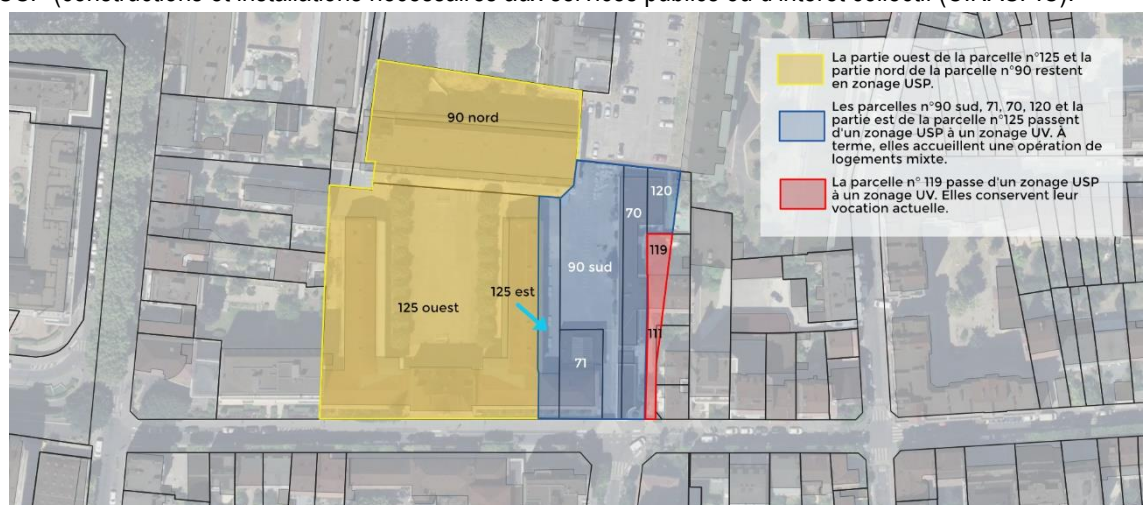 (constructions et installations nécessaires aux services publics ou d'intérêt collectif
La partie ouest de la parcelle n°125 et la
partie nord de la parcelle n°90 restent
en zonage USP.
Les parcelles n°90 sud, 71, 70, 120 et la
partie est de la parcelle n°125 passent
d'un zonage USP à un zonage UV. À
terme, elles accueillent une opération de
logements mixte.
La parcelle n° 119 passe d'un zonage USP
à un zonage UV. Elles conservent leur
vocation actuelle.
90 nord
120
70
119
90 sud
125 est
125 ouest
111
71